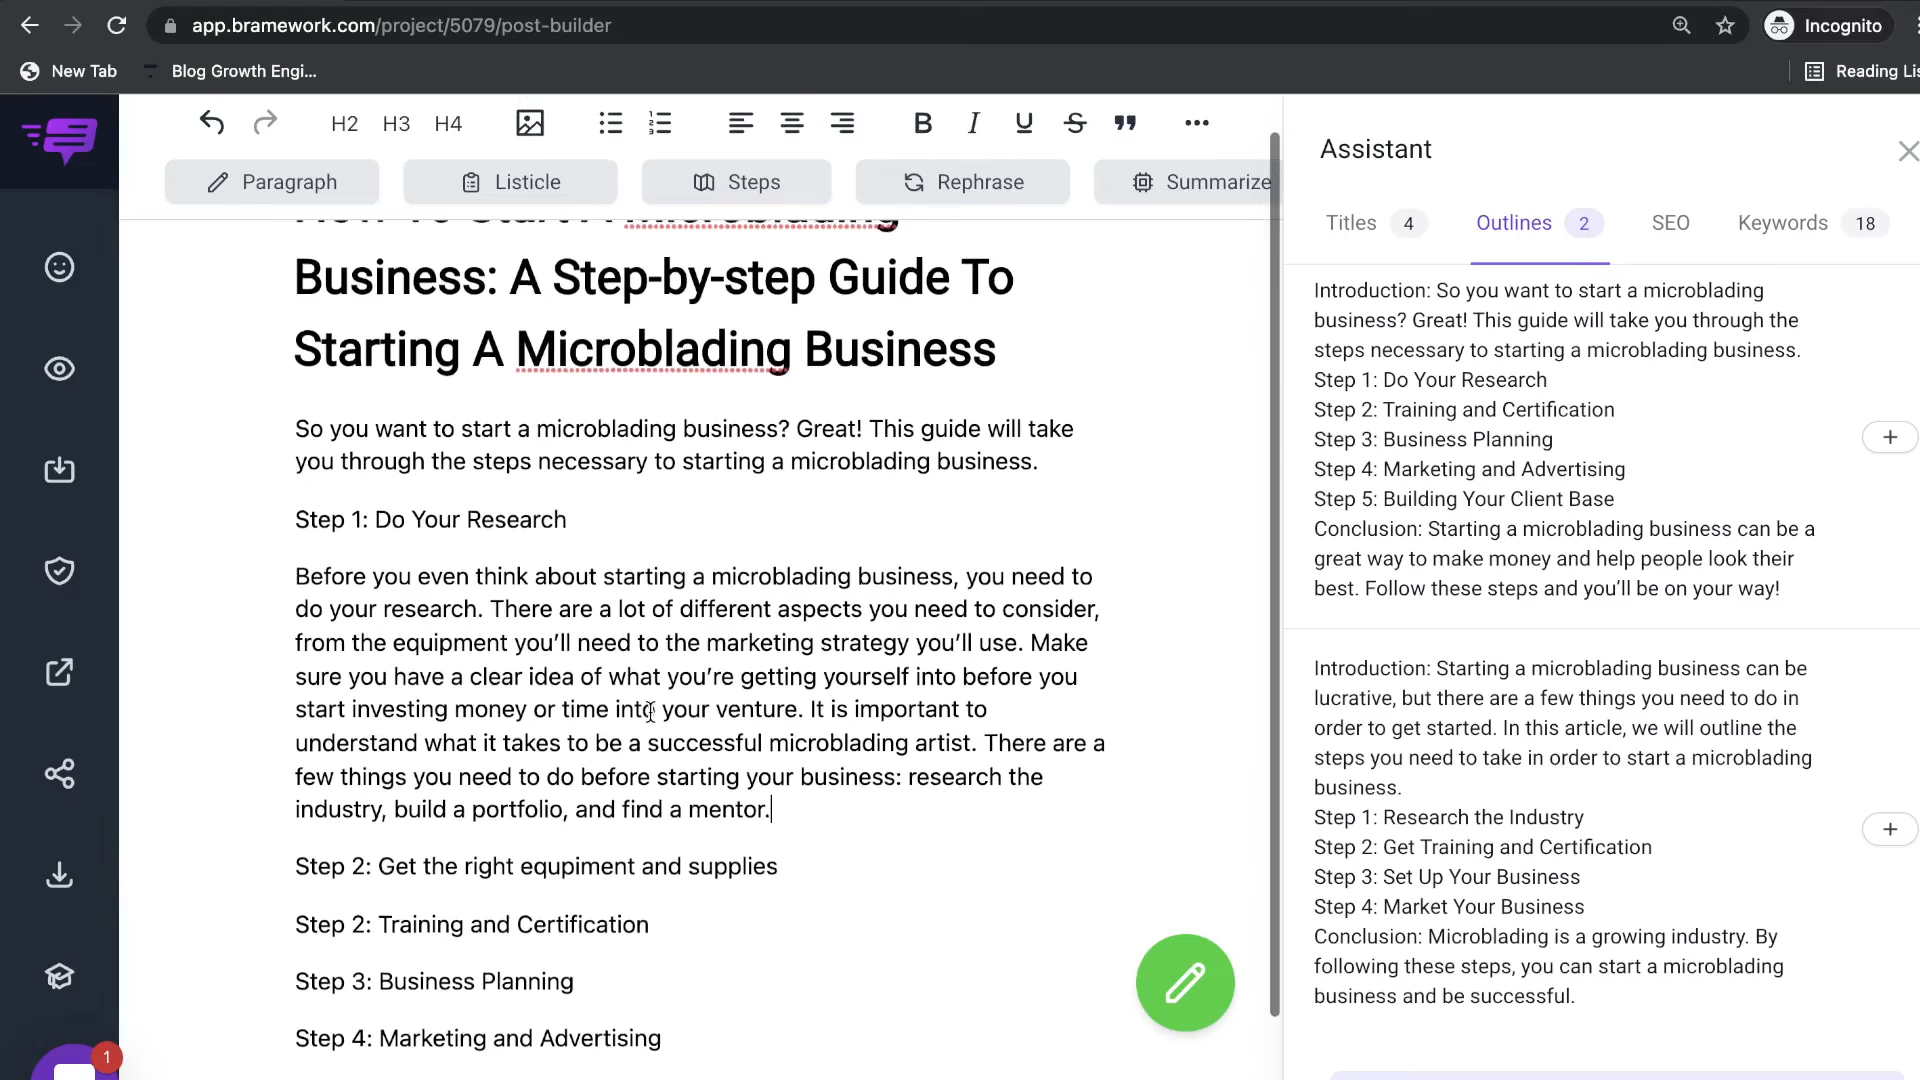 app.bramework.com/project/5079/post-builder
Incognito
New Tab
Blog Growth Engi...
Reading Lis
H2 H3 H4
Paragraph
Listicle
Steps
Rephrase
Summarize
How To Start A Microblading
Business: A Step-by-step Guide To
Starting A Microblading Business
So you want to start a microblading business? Great! This guide will take
you through the steps necessary to starting a microblading business.
Step 1: Do Your Research
Before you even think about starting a microblading business, you need to
do your research. There are a lot of different aspects you need to consider,
from the equipment you’ll need to the marketing strategy you’ll use. Make
sure you have a clear idea of what you’re getting yourself into before you
start investing money or time into your venture. It is important to
understand what it takes to be a successful microblading artist. There are a
few things you need to do before starting your business: research the
industry, build a portfolio, and find a mentor.
Step 2: Get the right equpiment and supplies
Step 2: Training and Certification
Step 3: Business Planning
Step 4: Marketing and Advertising
1
Assistant
Titles 4
Outlines 2
SEO
Keywords 18
Introduction: So you want to start a microblading
business? Great! This guide will take you through the
steps necessary to starting a microblading business.
Step 1: Do Your Research
Step 2: Training and Certification
Step 3: Business Planning
Step 4: Marketing and Advertising
Step 5: Building Your Client Base
Conclusion: Starting a microblading business can be a
great way to make money and help people look their
best. Follow these steps and you’ll be on your way!
Introduction: Starting a microblading business can be
lucrative, but there are a few things you need to do in
order to get started. In this article, we will outline the
steps you need to take in order to start a microblading
business.
Step 1: Research the Industry
Step 2: Get Training and Certification
Step 3: Set Up Your Business
Step 4: Market Your Business
Conclusion: Microblading is a growing industry. By
following these steps, you can start a microblading
business and be successful.